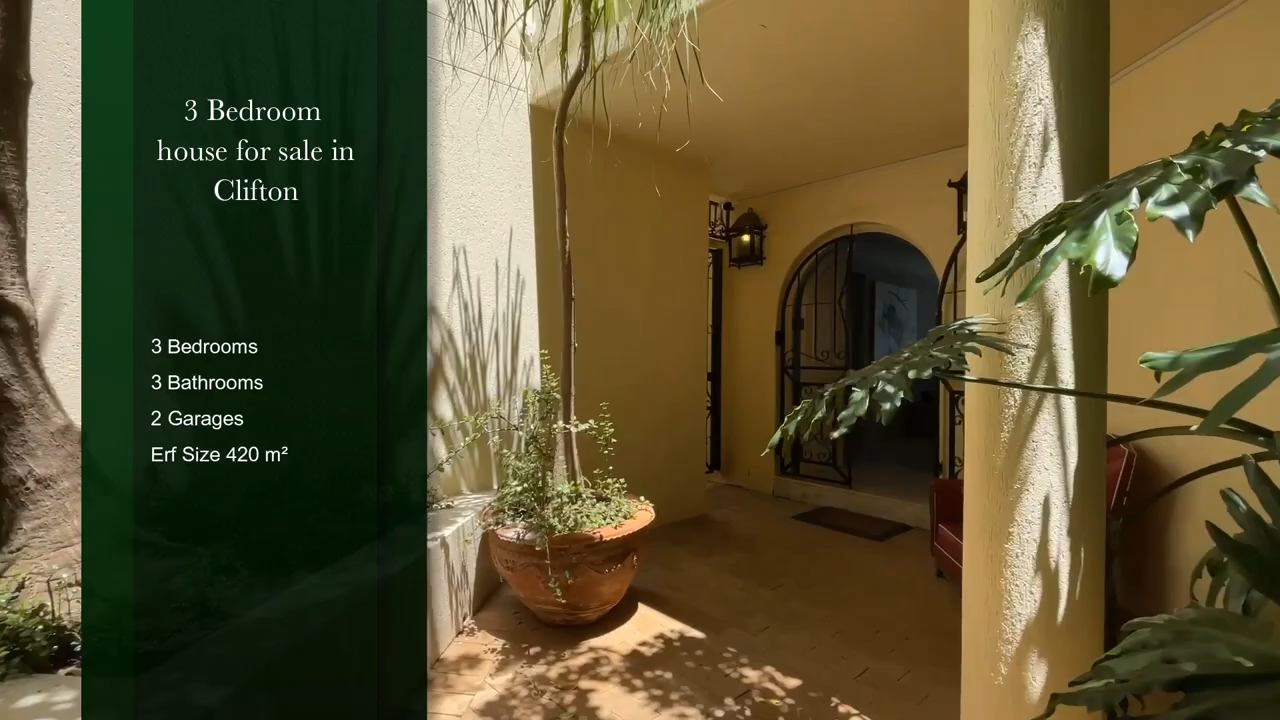 3 Bedroom
house for sale in
Clifton
3 Bedrooms
3 Bathrooms
2 Garages
Erf Size 420 m²